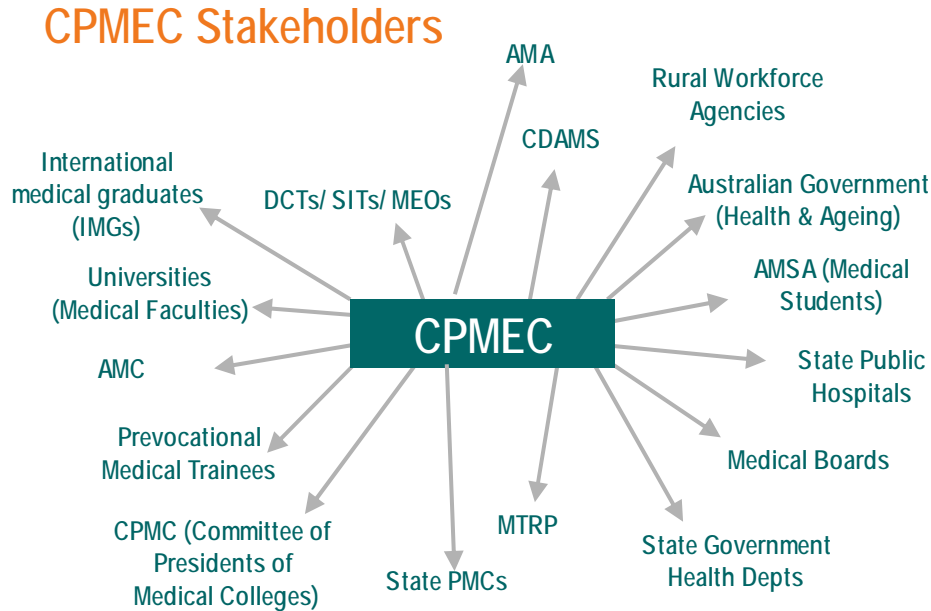 CPMEC Stakeholders
AMA
Rural Workforce
Agencies
CDAMS
International
medical graduates
(IMGs)
DCTs/ SITs/ MEOs
Australian Government
(Health & Ageing)
Universities
(Medical Faculties)
AMSA (Medical
Students)
CPMEC
AMC
State Public
Hospitals
Prevocational
Medical Trainees
Medical Boards
CPMC (Committee of
Presidents of
Medical Colleges)
State PMCs
MTRP
State Government
Health Depts